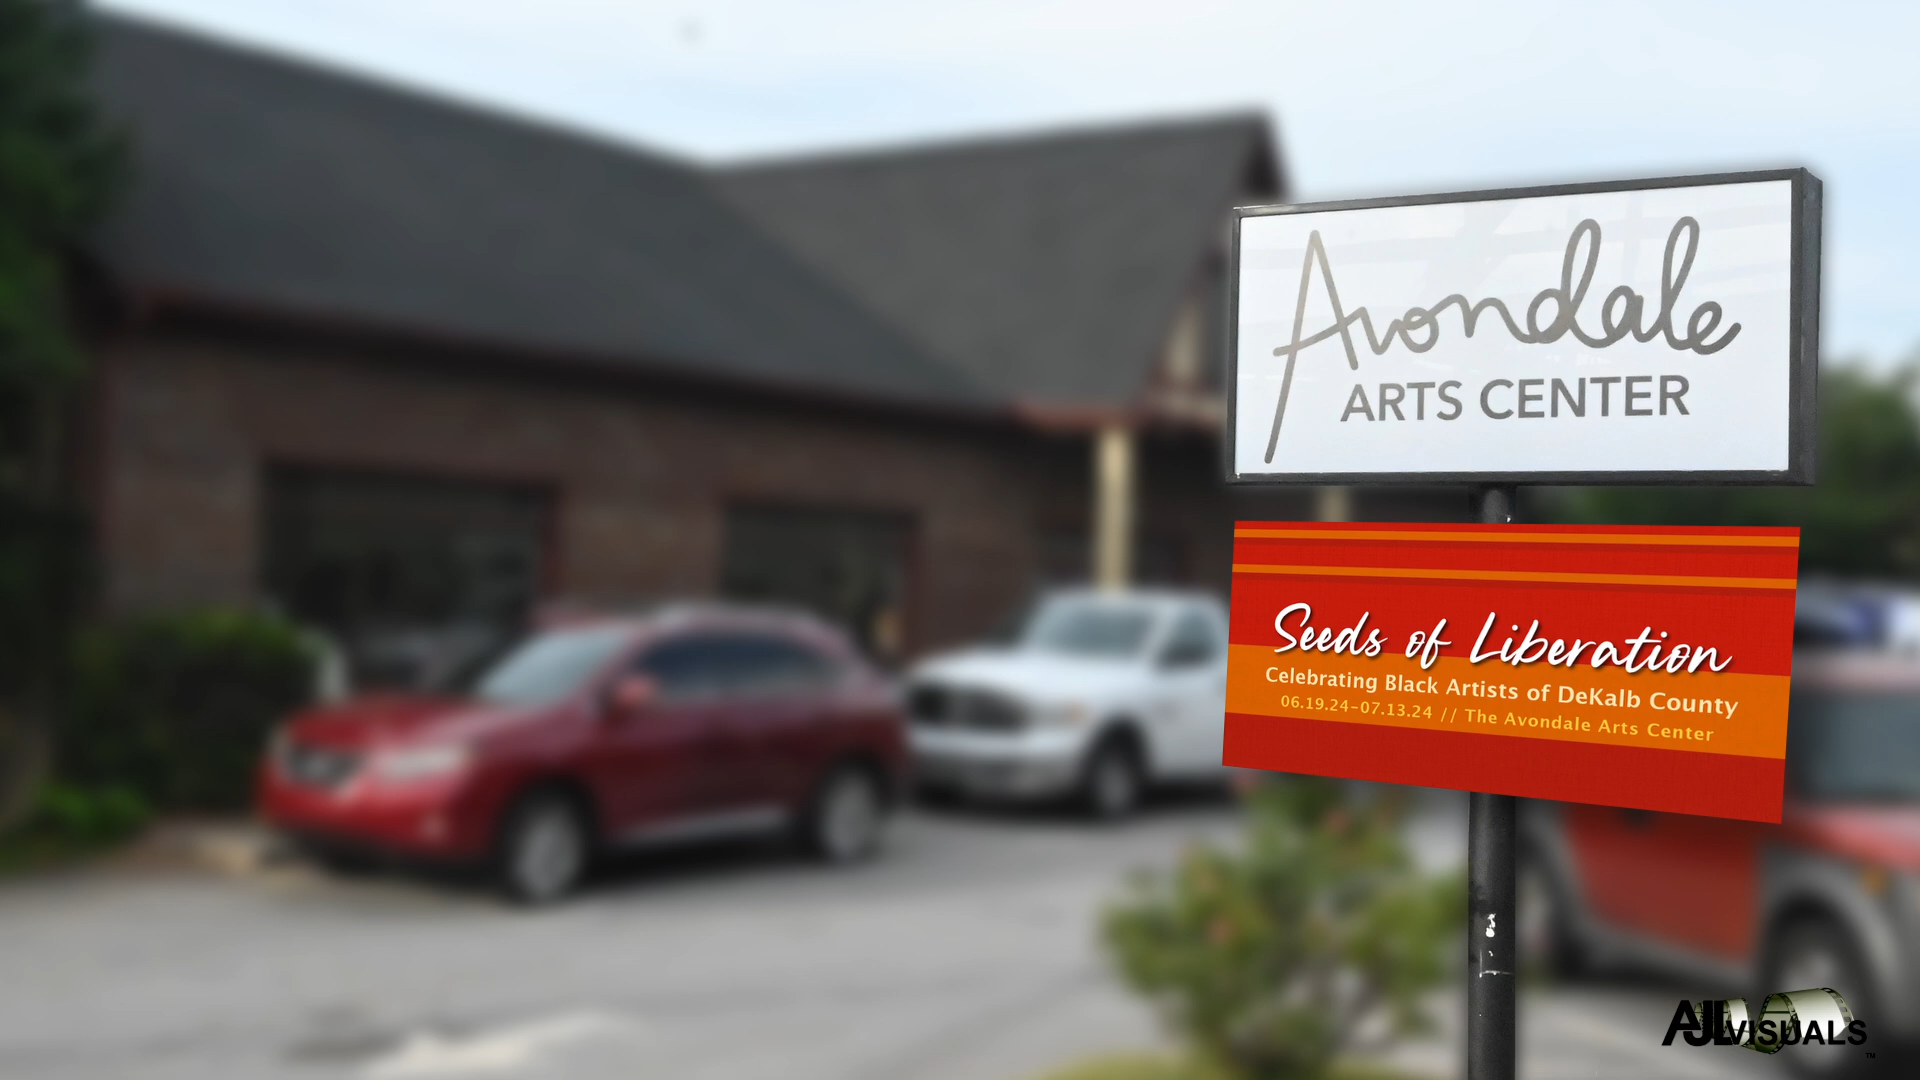 Avondale
ARTS CENTER
Seeds of Liberation
Celebrating Black Artists of DeKalb County
06.19.24-07.13.24 // The Avondale Arts Center
AJL VISUALS
TM